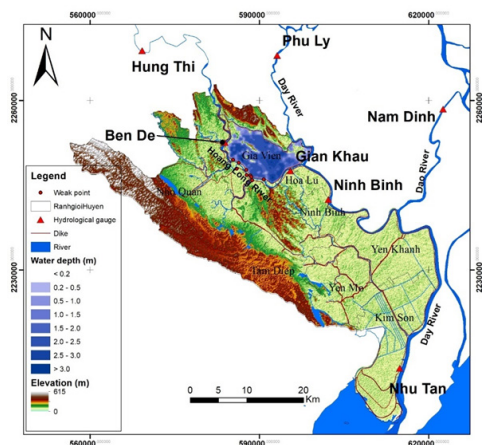 560000
590000
620000
N
Phu Ly
Hung Thi
2260000
2260000
Day River
Nam Dinh
Ben De
Gia Vien
Gian Khau
Dao River
Hoang Long River
Hoa Lu
Ninh Binh
Nho Quan
Ninh Binh
Yen Khanh
Tam Diep
2230000
2230000
Yen Mo
Kim Son
Day River
Nhu Tan
Legend
Weak point
RanhgioiHuyen
Hydrological gauge
Dike
River
Water depth (m)
< 0.2
0.2 - 0.5
0.5 - 1.0
1.0 - 1.5
1.5 - 2.0
2.0 - 2.5
2.5 - 3.0
> 3.0
Elevation (m)
615
0
0
10
20
Km
560000
590000
620000